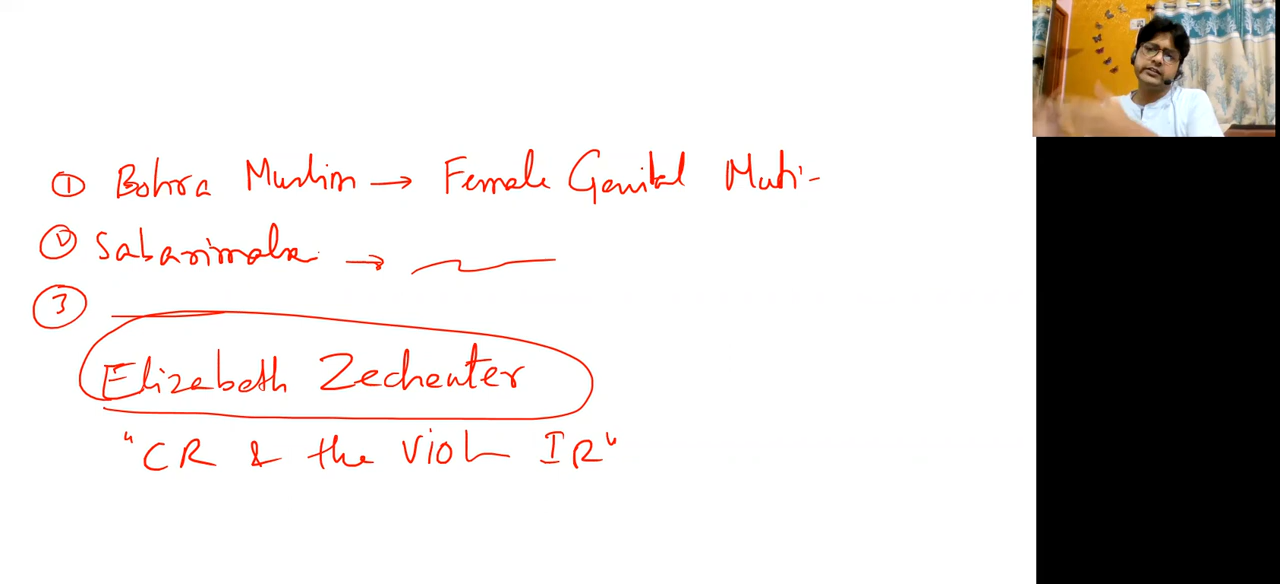 ① Bohra Muslim → Female Genital Muti-
② Sabarimala →
③
Elizabeth Zechenter
"CR & the Viol IR"